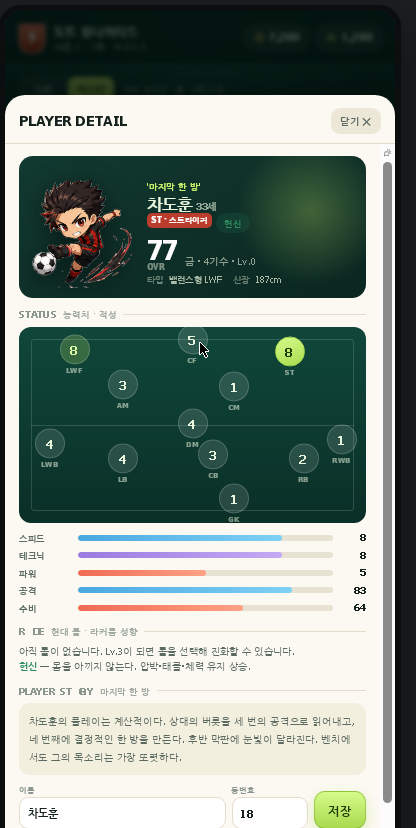 PLAYER DETAIL
닫기 ×
'마지막 한 방'
차도훈 33세
ST · 스트라이커 헌신
77
OVR
금 · 4기수 · Lv.0
타입 밸런스형 LWF 신장 187cm
STATUS 능력치 · 적성
5
CF
8
LWF
8
ST
3
AM
1
CM
4
DM
4
LWB
4
LB
3
CB
2
RB
1
RWB
1
GK
스피드 8
테크닉 8
파워 5
공격 83
수비 64
현대 롤 · 라커룸 성향
아직 롤이 없습니다. Lv.3이 되면 롤을 선택해 진화할 수 있습니다.
헌신 — 몸을 아끼지 않는다. 압박·태클·체력 유지 상승.
PLAYER 마지막 한 방
차도훈의 플레이는 계산적이다. 상대의 버릇을 세 번의 공격으로 읽어내고,
네 번째에 결정적인 한 방을 만든다. 후반 막판에 눈빛이 달라진다. 벤치에
서도 그의 목소리는 가장 또렷하다.
이름
등번호
차도훈
18
저장